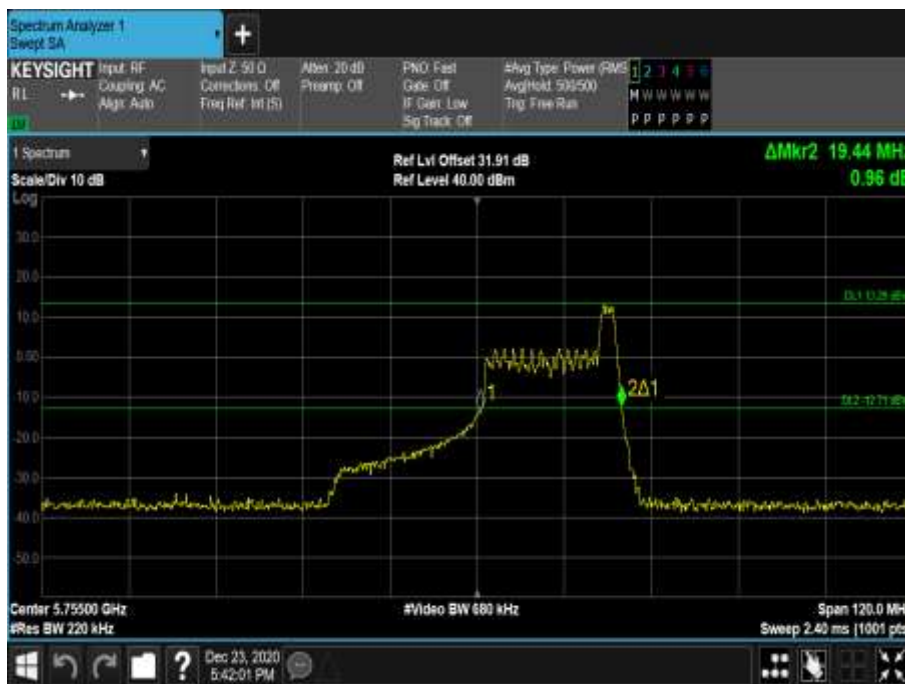 Spectrum Analyzer 1
Swept SA
+
KEYSIGHT
RL
Input: RF
Coupling: AC
Align: Auto
Input Z: 50 Ω
Corrections: Off
Freq Ref: Int (S)
Atten: 20 dB
Preamp: Off
PNO: Fast
Gate: Off
IF Gain: Low
Sig Track: Off
#Avg Type: Power (RMS
Avg|Hold: 500/500
Trig: Free Run
1 2 3 4 5 6
M W W W W W
P P P P P P
1 Spectrum
Scale/Div 10 dB
Ref Lvl Offset 31.91 dB
Ref Level 40.00 dBm
ΔMkr2 19.44 MH
0.96 dB
Log
30.0
20.0
10.0
0.00
-10.0
-20.0
-30.0
-40.0
-50.0
1
2Δ1
DL2 -12.71 dB
Center 5.75500 GHz
#Res BW 220 kHz
#Video BW 680 kHz
Span 120.0 MH
Sweep 2.40 ms (1001 pts
?
Dec 23, 2020
5:42:01 PM